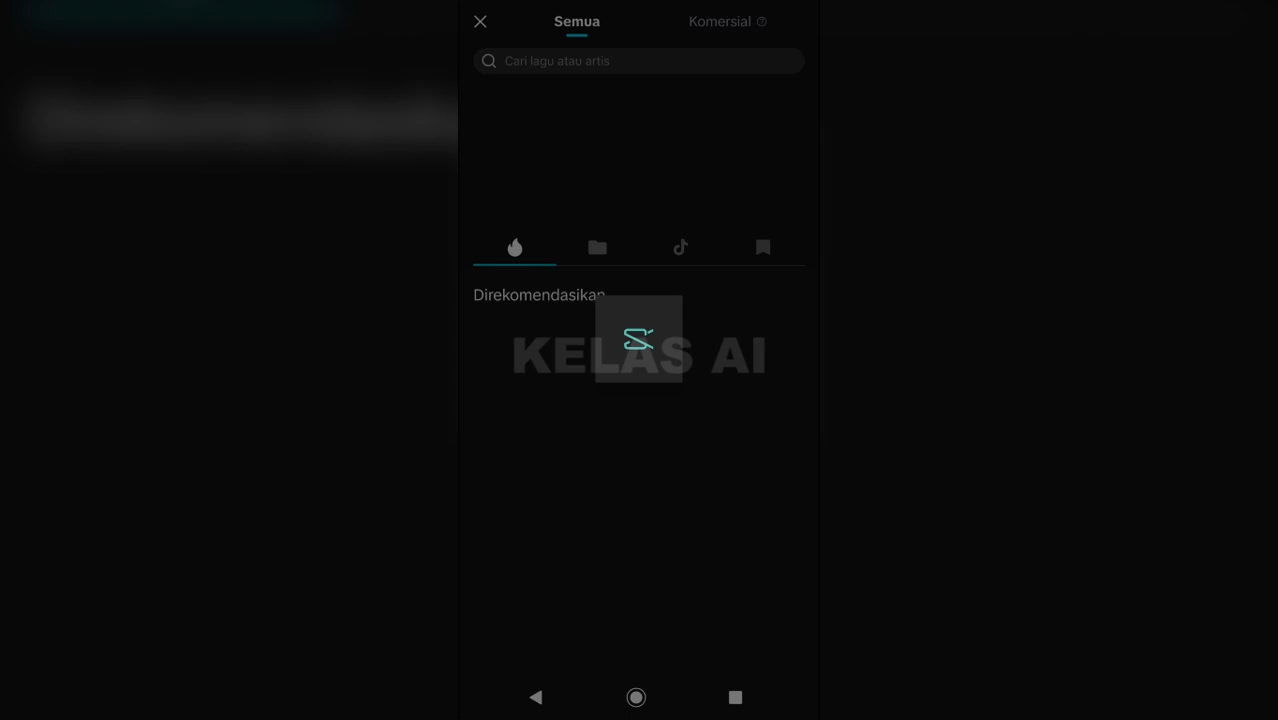 Semua
Komersial
Cari lagu atau artis
Direkomendasikan
KELAS AI